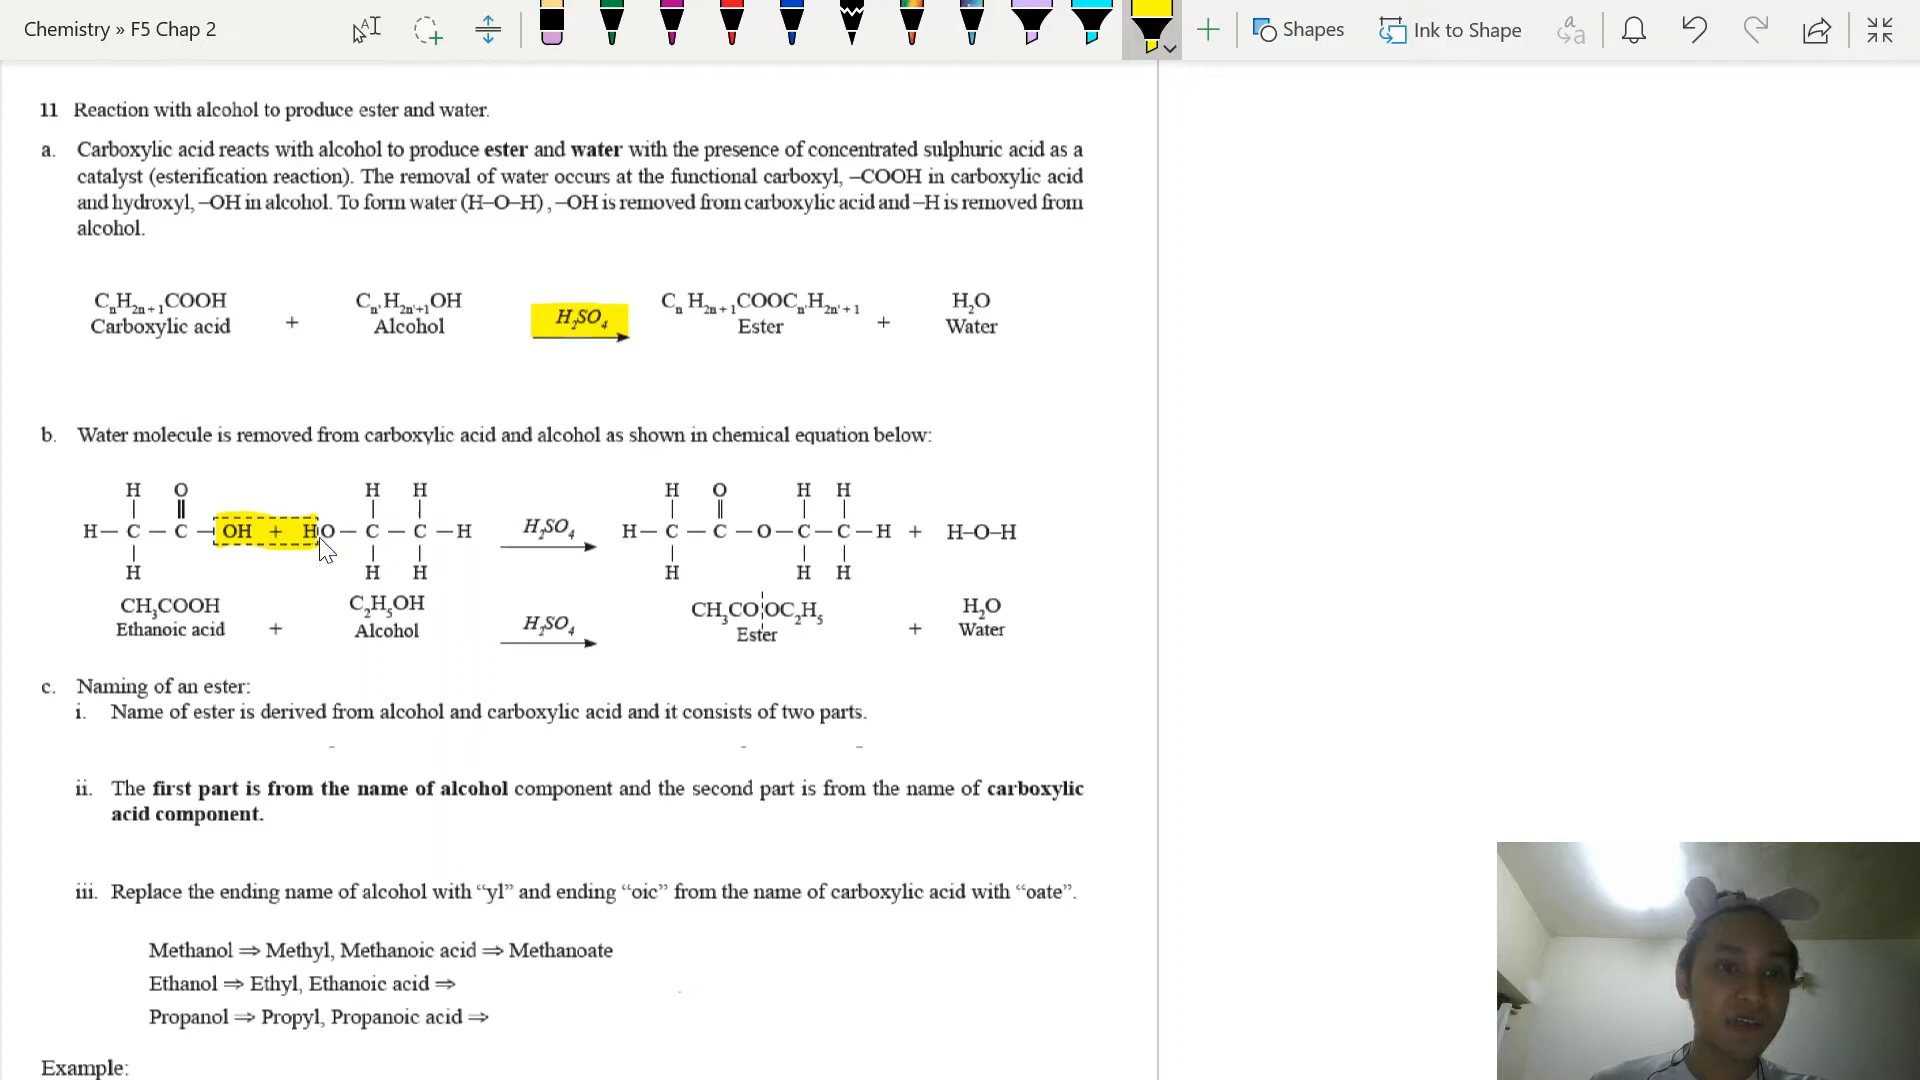 Chemistry » F5 Chap 2
Shapes
Ink to Shape
11 Reaction with alcohol to produce ester and water.
a. Carboxylic acid reacts with alcohol to produce ester and water with the presence of concentrated sulphuric acid as a
catalyst (esterification reaction). The removal of water occurs at the functional carboxyl, –COOH in carboxylic acid
and hydroxyl, –OH in alcohol. To form water (H–O–H), –OH is removed from carboxylic acid and –H is removed from
alcohol.
CₙH₂ₙ₊₁COOH Cₙ'H₂ₙ'₊₁OH H₂SO₄ Cₙ H₂ₙ₊₁COOCₙ'H₂ₙ'₊₁ H₂O
Carboxylic acid + Alcohol Ester + Water
b. Water molecule is removed from carboxylic acid and alcohol as shown in chemical equation below:
H O H H H O H H
H – C – C – OH + HO – C – C – H H₂SO₄ H – C – C – O – C – C – H + H–O–H
H H H H H H
CH₃COOH C₂H₅OH CH₃CO¦OC₂H₅ H₂O
Ethanoic acid + Alcohol H₂SO₄ Ester + Water
c. Naming of an ester:
i. Name of ester is derived from alcohol and carboxylic acid and it consists of two parts.
ii. The first part is from the name of alcohol component and the second part is from the name of carboxylic
acid component.
iii. Replace the ending name of alcohol with “yl” and ending “oic” from the name of carboxylic acid with “oate”.
Methanol ⇒ Methyl, Methanoic acid ⇒ Methanoate
Ethanol ⇒ Ethyl, Ethanoic acid ⇒
Propanol ⇒ Propyl, Propanoic acid ⇒
Example: